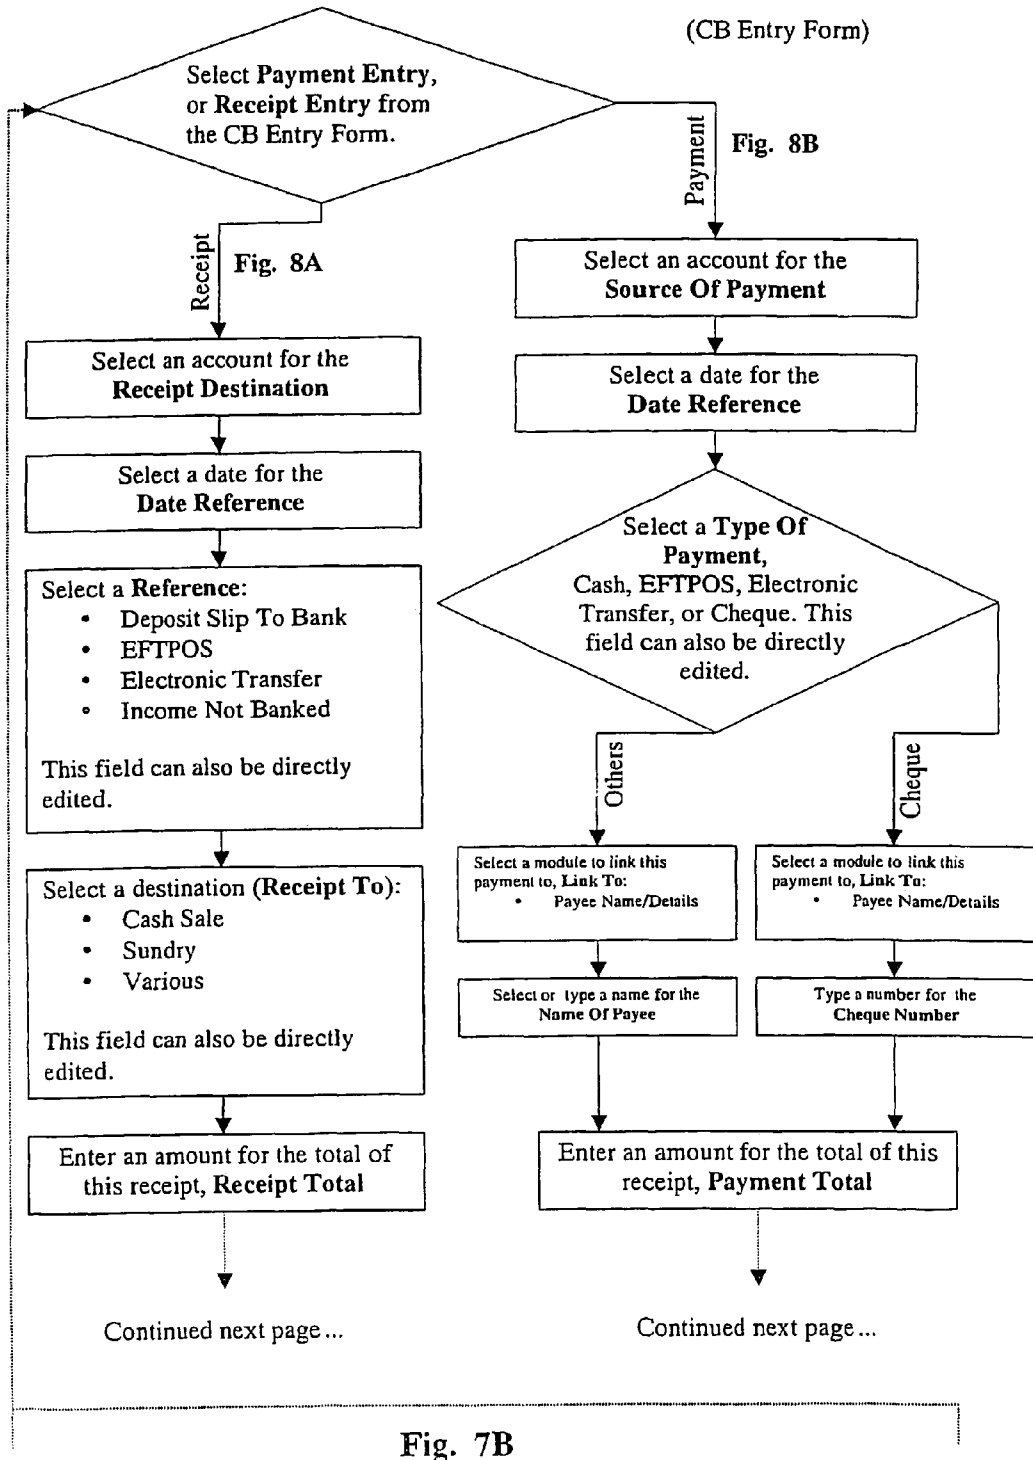 (CB Entry Form)
Select Payment Entry,
or Receipt Entry from
the CB Entry Form.
Receipt
Fig. 8A
Select an account for the
Receipt Destination
Select a date for the
Date Reference
Select a Reference:
• Deposit Slip To Bank
• EFTPOS
• Electronic Transfer
• Income Not Banked
This field can also be directly
edited.
Select a destination (Receipt To):
• Cash Sale
• Sundry
• Various
This field can also be directly
edited.
Enter an amount for the total of
this receipt, Receipt Total
Continued next page ...
Payment
Fig. 8B
Select an account for the
Source Of Payment
Select a date for the
Date Reference
Select a Type Of
Payment,
Cash, EFTPOS, Electronic
Transfer, or Cheque. This
field can also be directly
edited.
Others
Select a module to link this
payment to, Link To:
• Payee Name/Details
Select or type a name for the
Name Of Payee
Cheque
Select a module to link this
payment to, Link To:
• Payee Name/Details
Type a number for the
Cheque Number
Enter an amount for the total of this
receipt, Payment Total
Continued next page ...
Fig. 7B